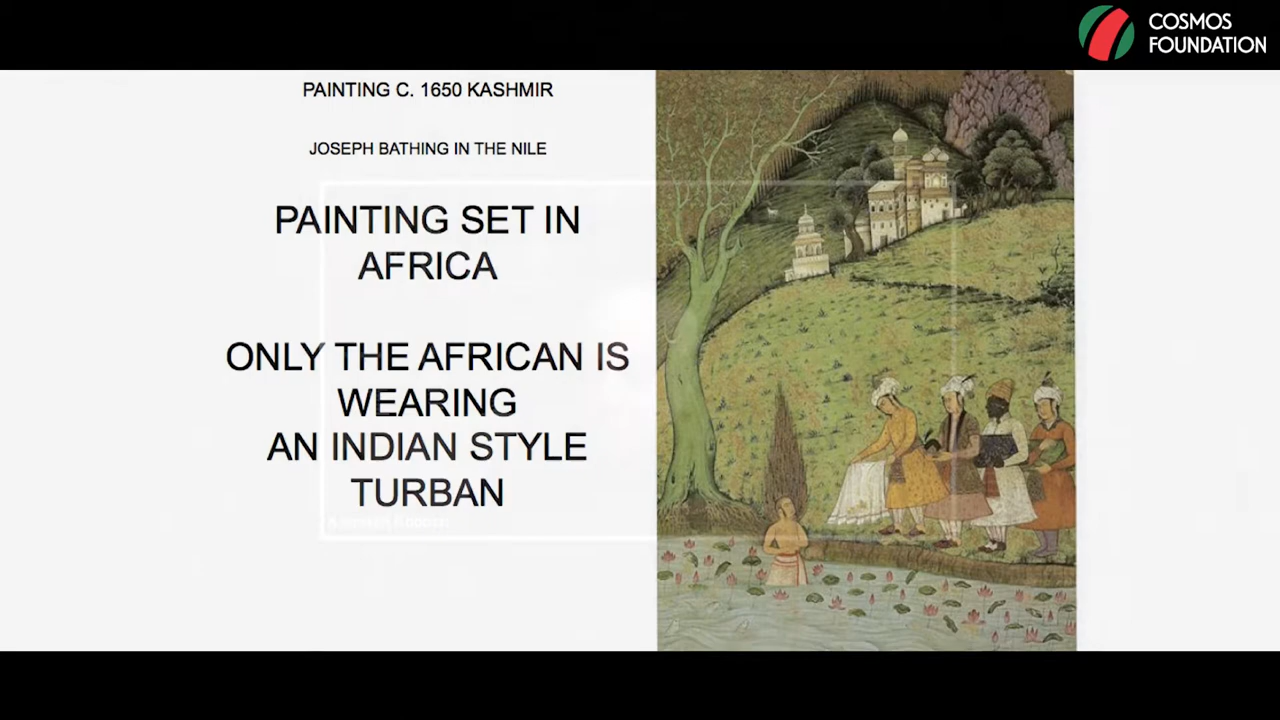 COSMOS
FOUNDATION
PAINTING C. 1650 KASHMIR
JOSEPH BATHING IN THE NILE
PAINTING SET IN
AFRICA
ONLY THE AFRICAN IS
WEARING
AN INDIAN STYLE
TURBAN